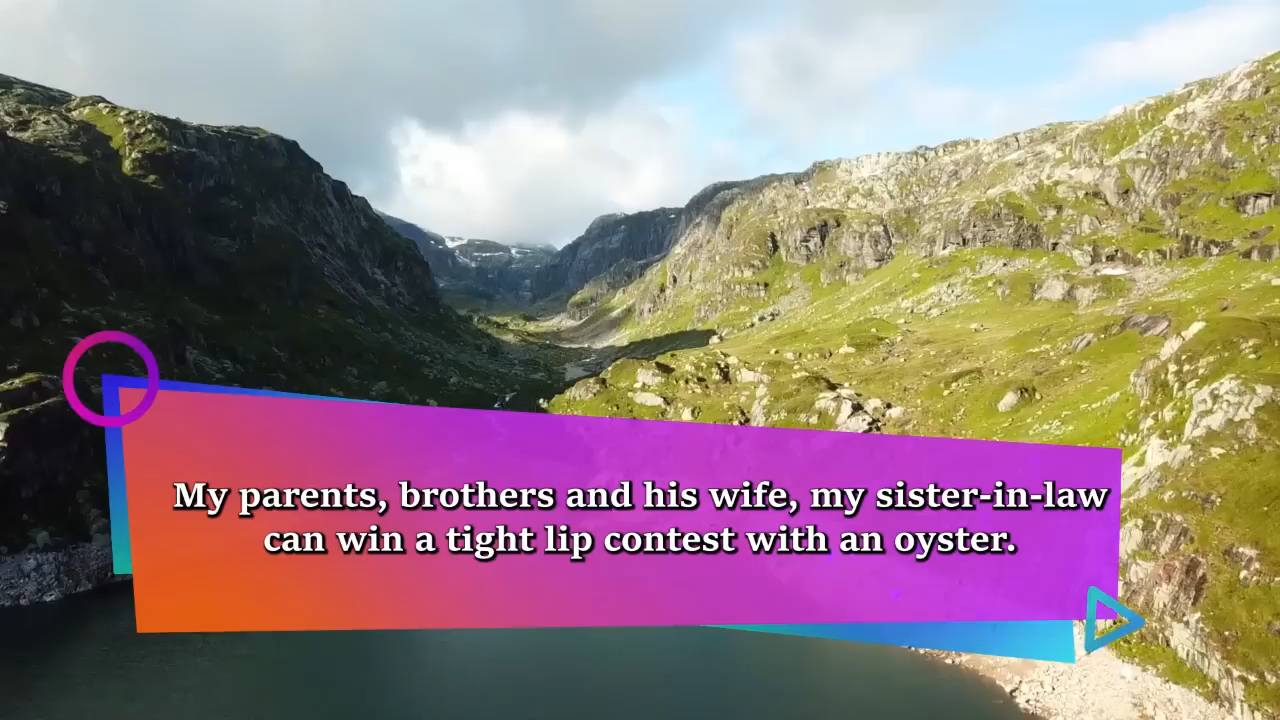 My parents, brothers and his wife, my sister-in-law
can win a tight lip contest with an oyster.